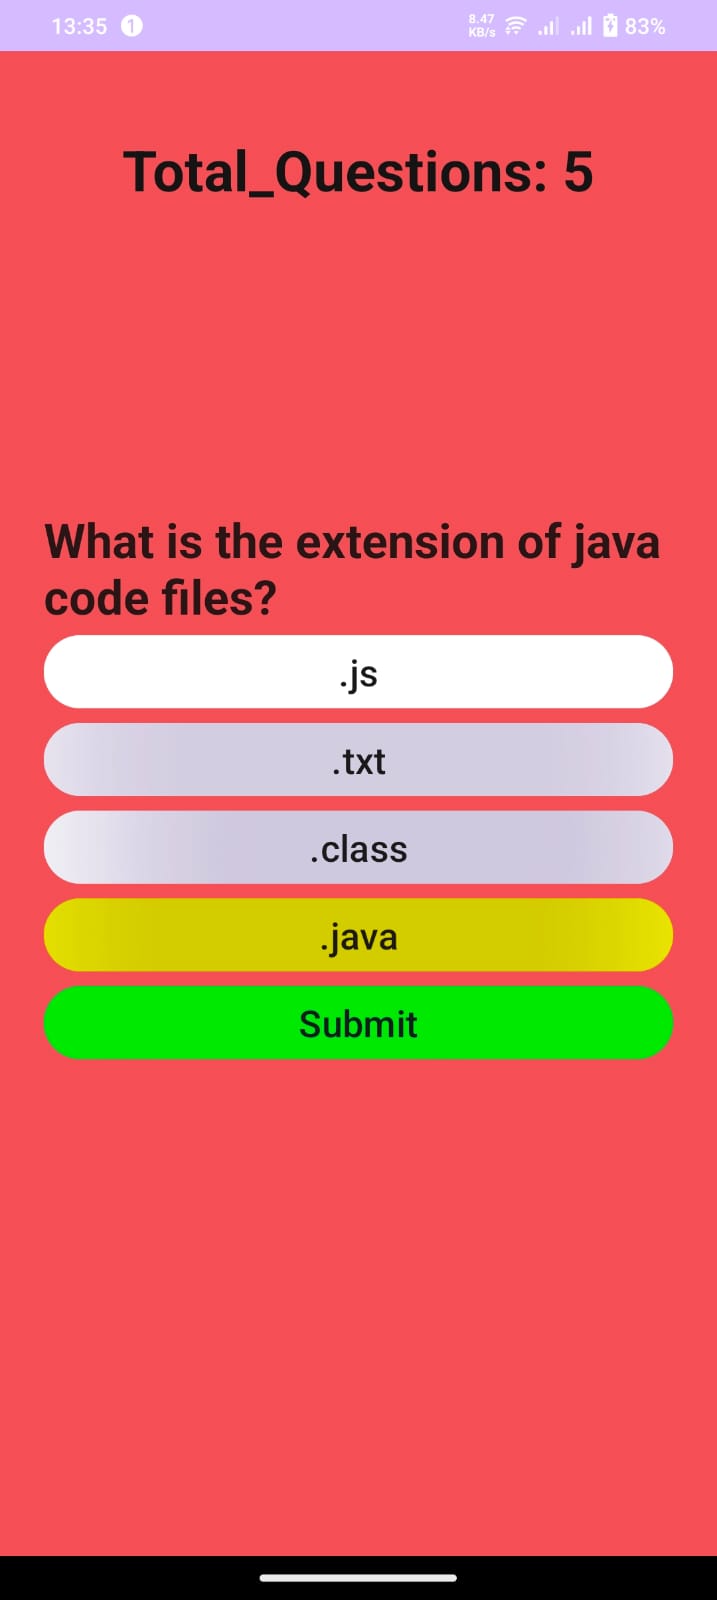 13:35 1 8.47 KB/s 83%
Total_Questions: 5
What is the extension of java
code files?
.js
.txt
.class
.java
Submit